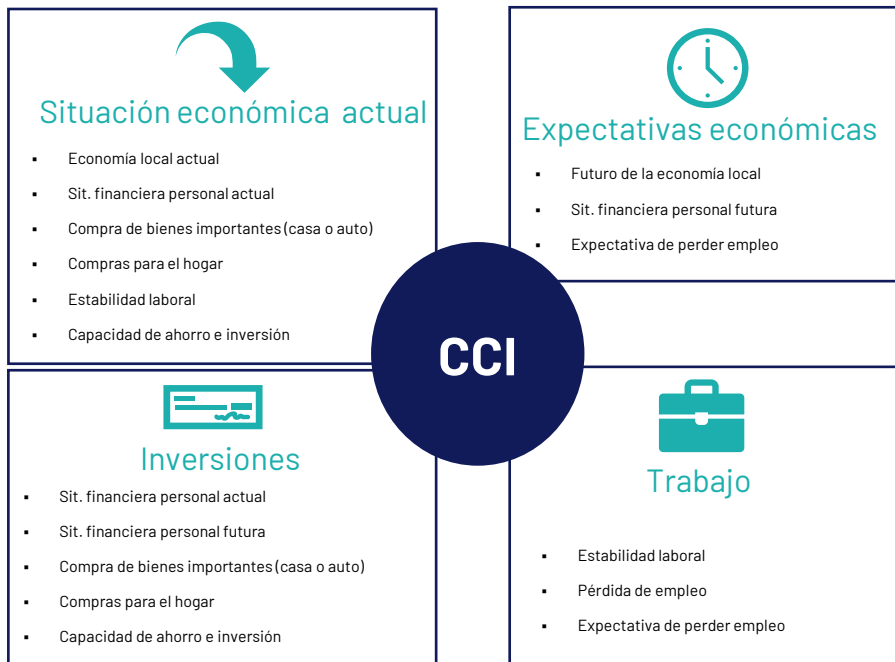 Situación económica actual
▪ Economía local actual
▪ Sit. financiera personal actual
▪ Compra de bienes importantes (casa o auto)
▪ Compras para el hogar
▪ Estabilidad laboral
▪ Capacidad de ahorro e inversión
Expectativas económicas
▪ Futuro de la economía local
▪ Sit. financiera personal futura
▪ Expectativa de perder empleo
CCI
Inversiones
▪ Sit. financiera personal actual
▪ Sit. financiera personal futura
▪ Compra de bienes importantes (casa o auto)
▪ Compras para el hogar
▪ Capacidad de ahorro e inversión
Trabajo
▪ Estabilidad laboral
▪ Pérdida de empleo
▪ Expectativa de perder empleo